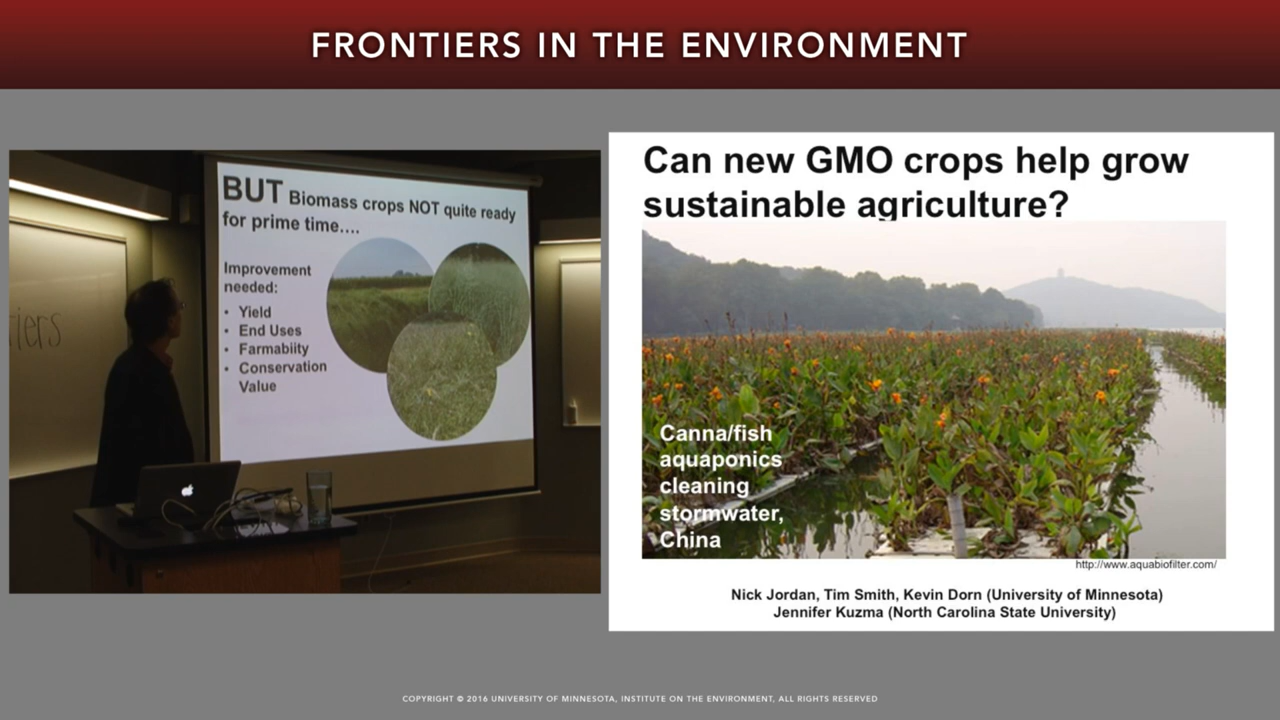 FRONTIERS IN THE ENVIRONMENT
BUT Biomass crops NOT quite ready
for prime time....
Improvement
needed:
• Yield
• End Uses
• Farmabiity
• Conservation
Value
iers
Can new GMO crops help grow
sustainable agriculture?
Canna/fish
aquaponics
cleaning
stormwater,
China
http://www.aquabiofilter.com/
Nick Jordan, Tim Smith, Kevin Dorn (University of Minnesota)
Jennifer Kuzma (North Carolina State University)
COPYRIGHT © 2016 UNIVERSITY OF MINNESOTA, INSTITUTE ON THE ENVIRONMENT, ALL RIGHTS RESERVED